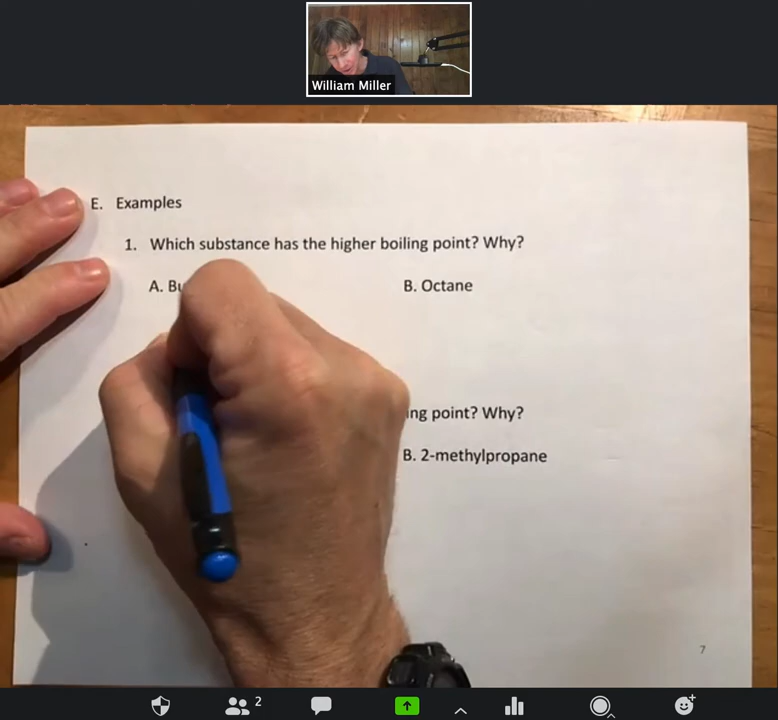 William Miller
E. Examples
1. Which substance has the higher boiling point? Why?
A. Bu
B. Octane
ing point? Why?
B. 2-methylpropane
7
2